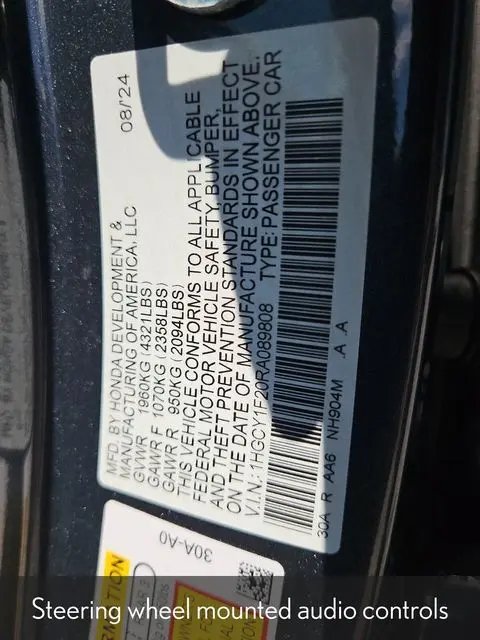 MFD. BY HONDA DEVELOPMENT &
MANUFACTURING OF AMERICA, LLC
08/'24
GVWR 1960KG (4321LBS)
GAWR F 1070KG (2358LBS)
GAWR R 950KG (2094LBS)
THIS VEHICLE CONFORMS TO ALL APPLICABLE
FEDERAL MOTOR VEHICLE SAFETY, BUMPER,
AND THEFT PREVENTION STANDARDS IN EFFECT
ON THE DATE OF MANUFACTURE SHOWN ABOVE.
V.I.N.: 1HGCY1F20RA089808 TYPE: PASSENGER CAR
30A R AA6 NH904M .A .A
30A-A0
Steering wheel mounted audio controls